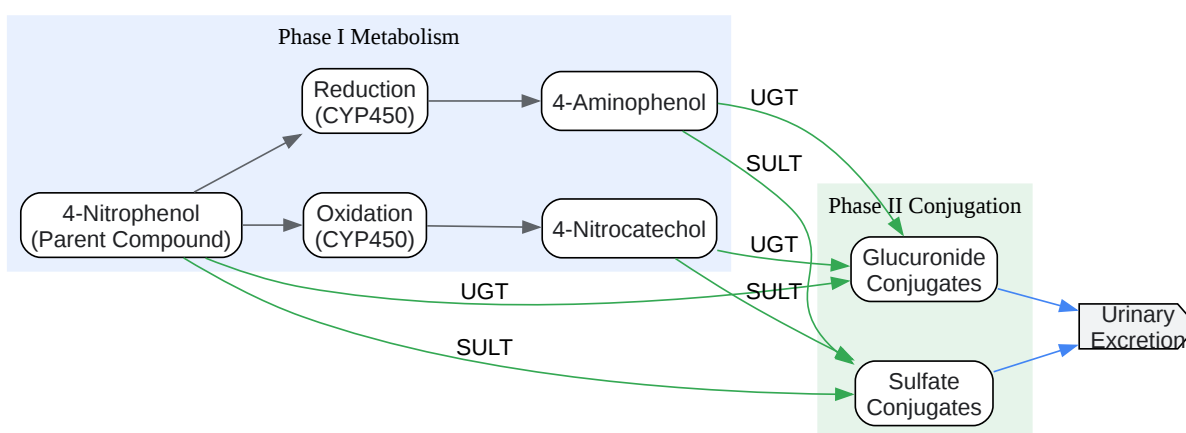 Phase I Metabolism
Reduction
(CYP450)
4-Aminophenol
UGT
SULT
4-Nitrophenol
(Parent Compound)
Oxidation
(CYP450)
4-Nitrocatechol
UGT
SULT
UGT
SULT
Phase II Conjugation
Glucuronide
Conjugates
Sulfate
Conjugates
Urinary
Excretion